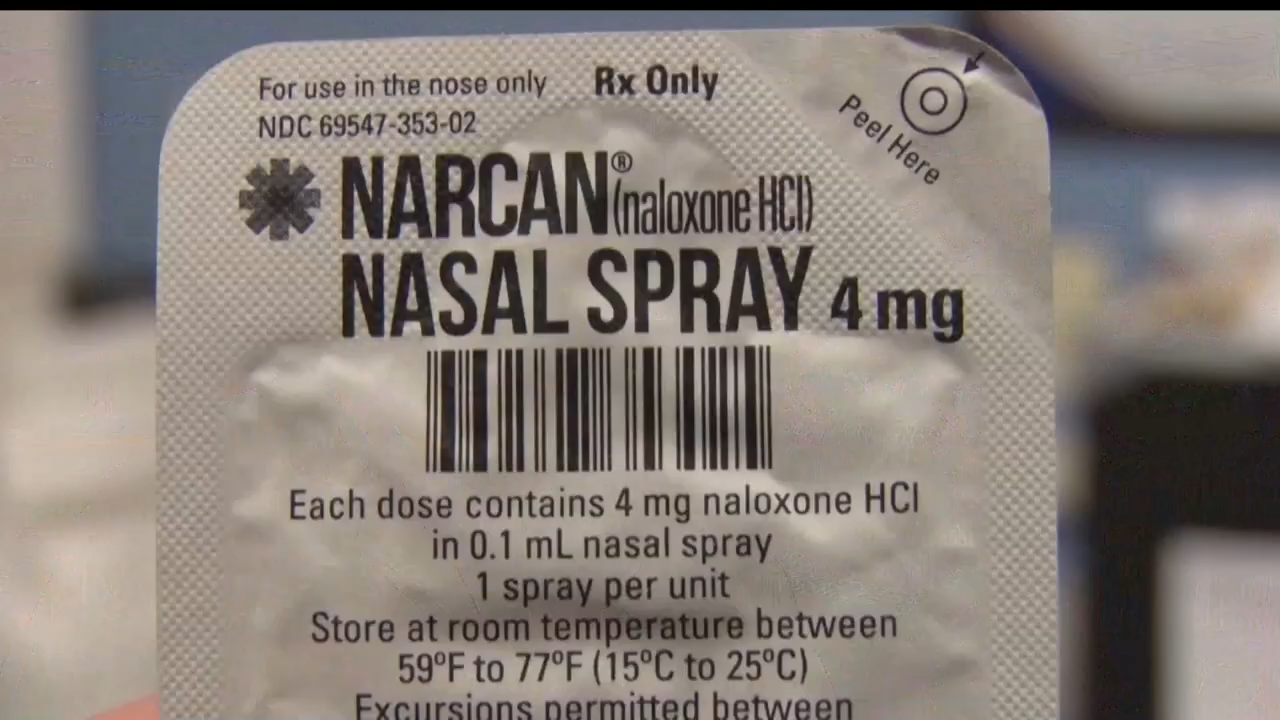 For use in the nose only Rx Only
NDC 69547-353-02
Peel Here
NARCAN® (naloxone HCl)
NASAL SPRAY 4 mg
Each dose contains 4 mg naloxone HCl
in 0.1 mL nasal spray
1 spray per unit
Store at room temperature between
59°F to 77°F (15°C to 25°C)
Excursions permitted between